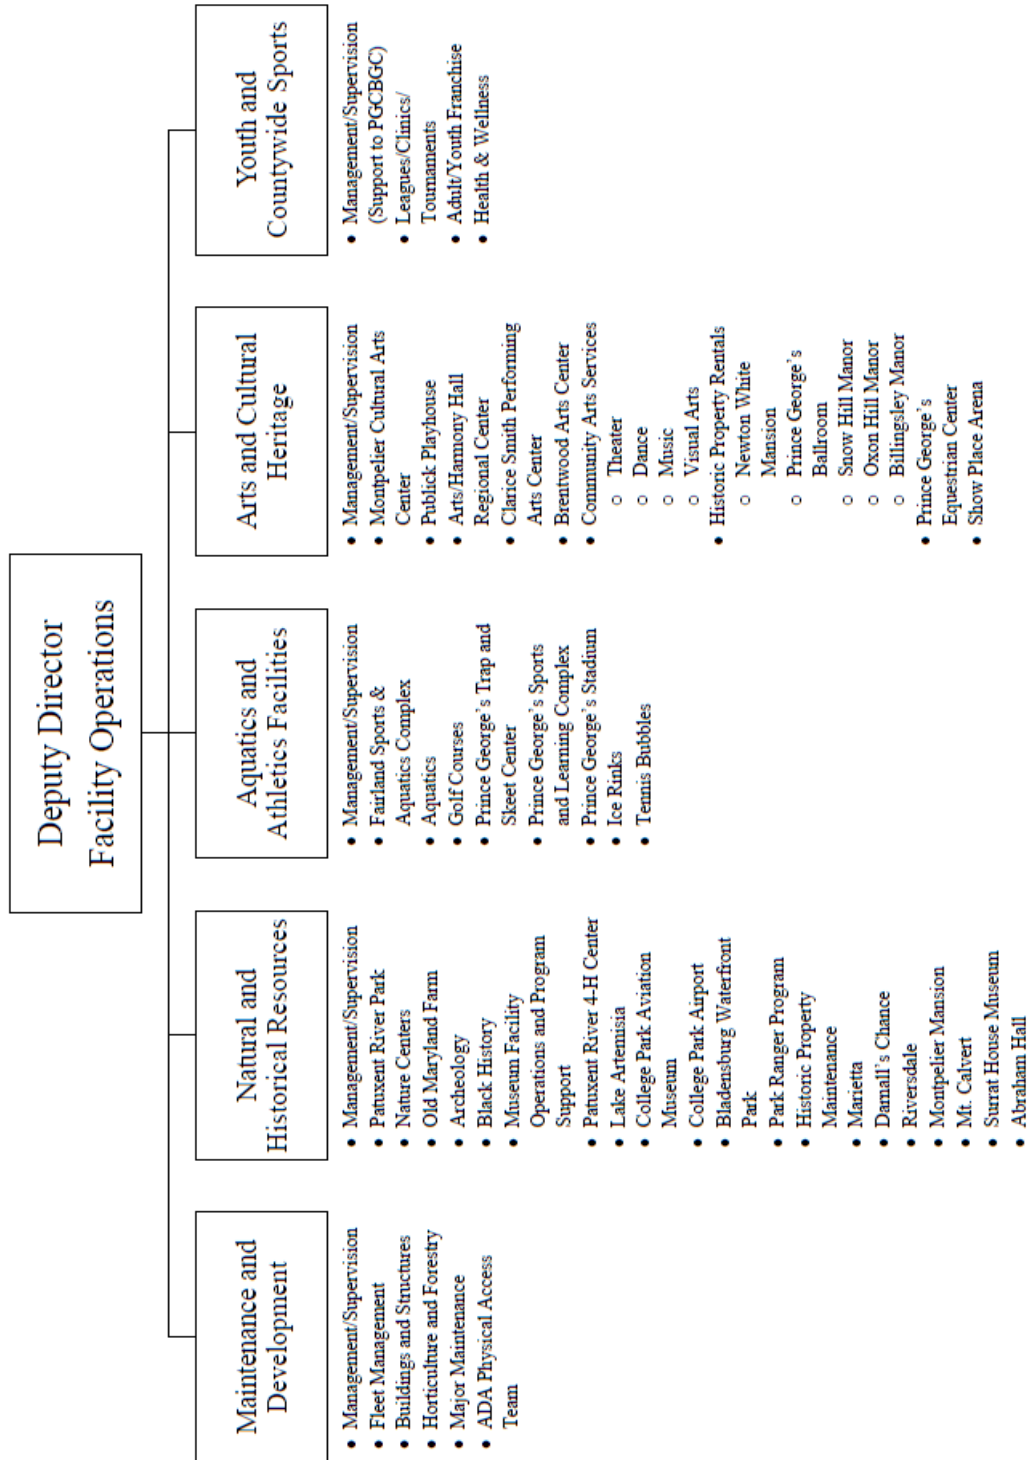 Deputy Director
Facility Operations
Maintenance and
Development
• Management/Supervision
• Fleet Management
• Buildings and Structures
• Horticulture and Forestry
• Major Maintenance
• ADA Physical Access
Team
Natural and
Historical Resources
• Management/Supervision
• Patuxent River Park
• Nature Centers
• Old Maryland Farm
• Archeology
• Black History
• Museum Facility
Operations and Program
Support
• Patuxent River 4-H Center
• Lake Artemisia
• College Park Aviation
Museum
• College Park Airport
• Bladensburg Waterfront
Park
• Park Ranger Program
• Historic Property
Maintenance
• Marietta
• Darnall's Chance
• Riversdale
• Montpelier Mansion
• Mt. Calvert
• Surrat House Museum
• Abraham Hall
Aquatics and
Athletics Facilities
• Management/Supervision
• Fairland Sports &
Aquatics Complex
• Aquatics
• Golf Courses
• Prince George's Trap and
Skeet Center
• Prince George's Sports
and Learning Complex
• Prince George's Stadium
• Ice Rinks
• Tennis Bubbles
Arts and Cultural
Heritage
• Management/Supervision
• Montpelier Cultural Arts
Center
• Publick Playhouse
• Arts/Harmony Hall
Regional Center
• Clarice Smith Performing
Arts Center
• Brentwood Arts Center
• Community Arts Services
o Theater
o Dance
o Music
o Visual Arts
• Historic Property Rentals
o Newton White
Mansion
o Prince George's
Ballroom
o Snow Hill Manor
o Oxon Hill Manor
o Billingsley Manor
• Prince George's
Equestrian Center
• Show Place Arena
Youth and
Countywide Sports
• Management/Supervision
(Support to PGCBGC)
• Leagues/Clinics/
Tournaments
• Adult/Youth Franchise
• Health & Wellness